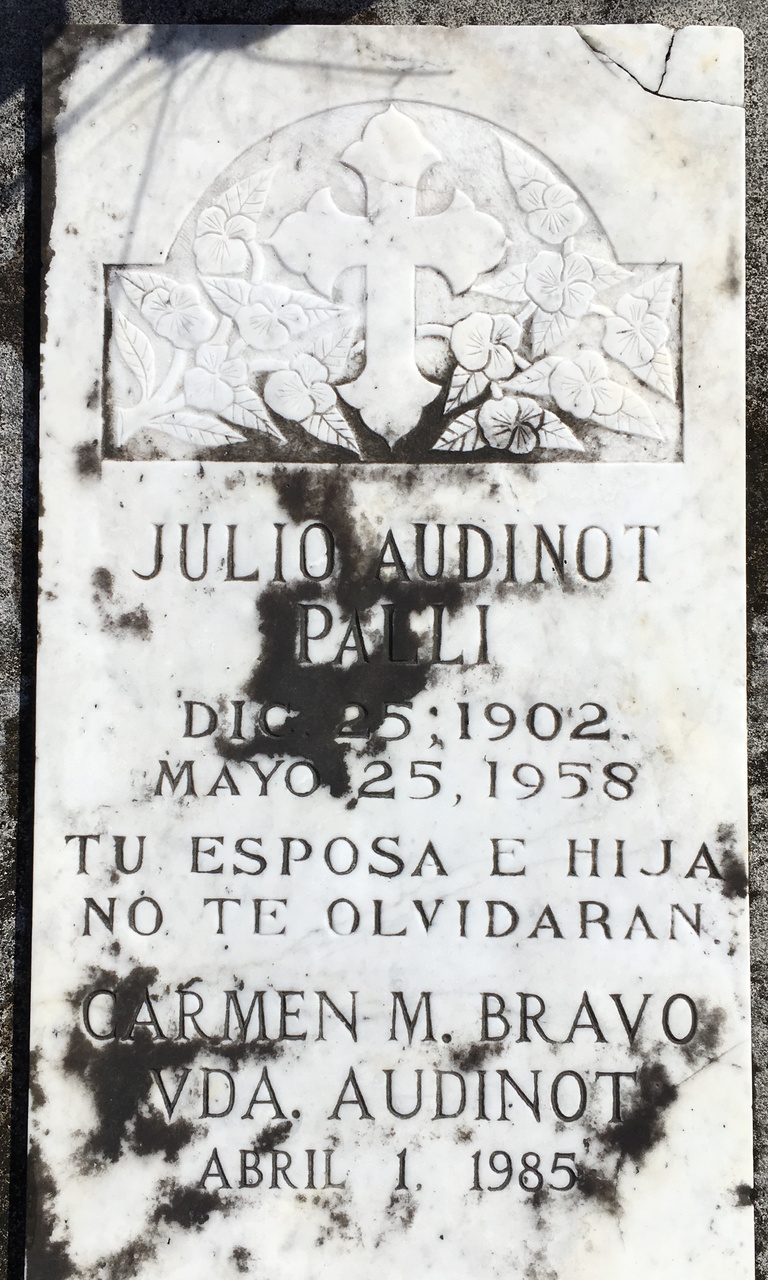 JULIO AUDINOT
PALLI
DIC. 25, 1902.
MAYO 25, 1958
TU ESPOSA E HIJA
NO TE OLVIDARAN
CARMEN M. BRAVO
VDA. AUDINOT
ABRIL 1, 1985